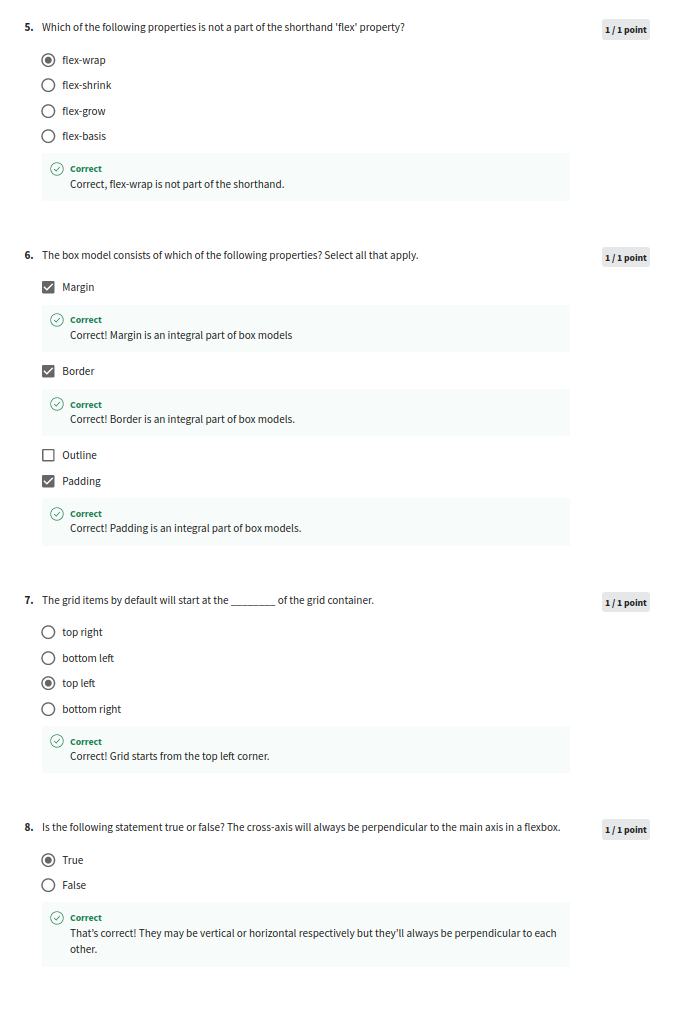 5. Which of the following properties is not a part of the shorthand 'flex' property?
1 / 1 point
flex-wrap
flex-shrink
flex-grow
flex-basis
Correct
Correct, flex-wrap is not part of the shorthand.
6. The box model consists of which of the following properties? Select all that apply.
1 / 1 point
Margin
Correct
Correct! Margin is an integral part of box models
Border
Correct
Correct! Border is an integral part of box models.
Outline
Padding
Correct
Correct! Padding is an integral part of box models.
7. The grid items by default will start at the ________ of the grid container.
1 / 1 point
top right
bottom left
top left
bottom right
Correct
Correct! Grid starts from the top left corner.
8. Is the following statement true or false? The cross-axis will always be perpendicular to the main axis in a flexbox.
1 / 1 point
True
False
Correct
That's correct! They may be vertical or horizontal respectively but they'll always be perpendicular to each
other.